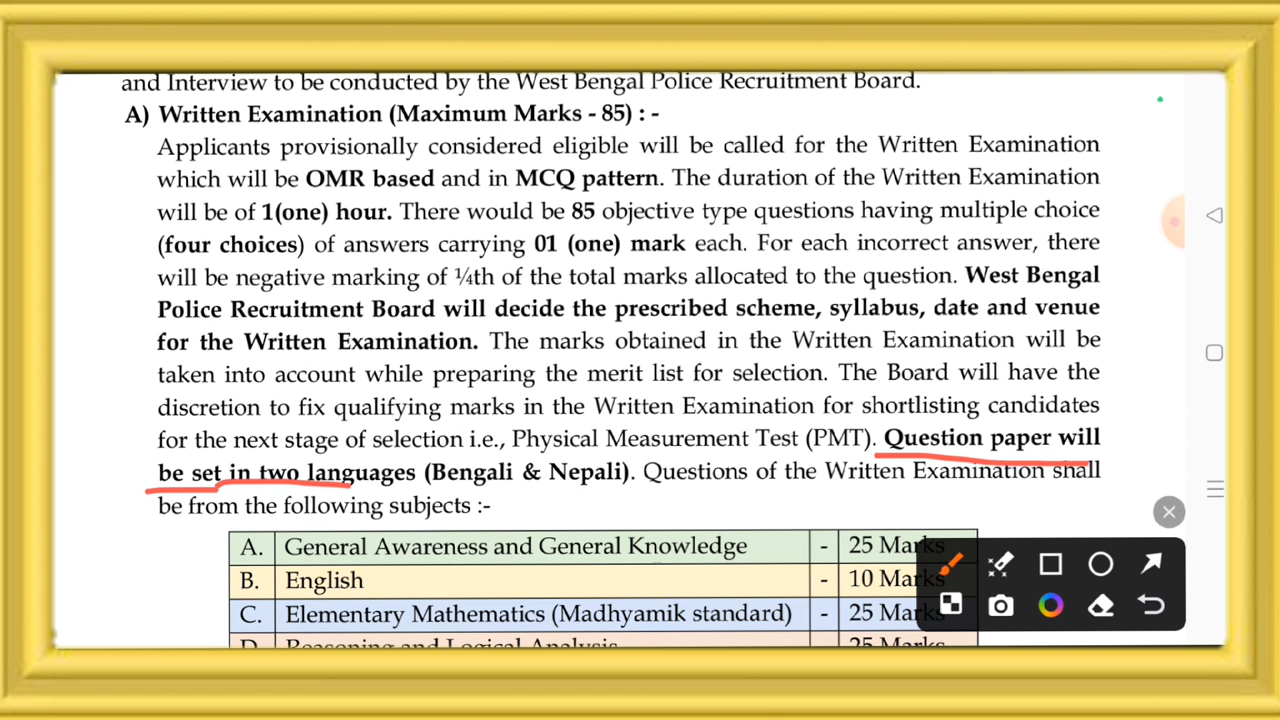 and Interview to be conducted by the West Bengal Police Recruitment Board.
A) Written Examination (Maximum Marks - 85) : -
Applicants provisionally considered eligible will be called for the Written Examination
which will be OMR based and in MCQ pattern. The duration of the Written Examination
will be of 1(one) hour. There would be 85 objective type questions having multiple choice
(four choices) of answers carrying 01 (one) mark each. For each incorrect answer, there
will be negative marking of ¼th of the total marks allocated to the question. West Bengal
Police Recruitment Board will decide the prescribed scheme, syllabus, date and venue
for the Written Examination. The marks obtained in the Written Examination will be
taken into account while preparing the merit list for selection. The Board will have the
discretion to fix qualifying marks in the Written Examination for shortlisting candidates
for the next stage of selection i.e., Physical Measurement Test (PMT). Question paper will
be set in two languages (Bengali & Nepali). Questions of the Written Examination shall
be from the following subjects :-
A. General Awareness and General Knowledge - 25 Marks
B. English - 10 Marks
C. Elementary Mathematics (Madhyamik standard) - 25 Marks
D. Reasoning and Logical Analysis 25 Marks